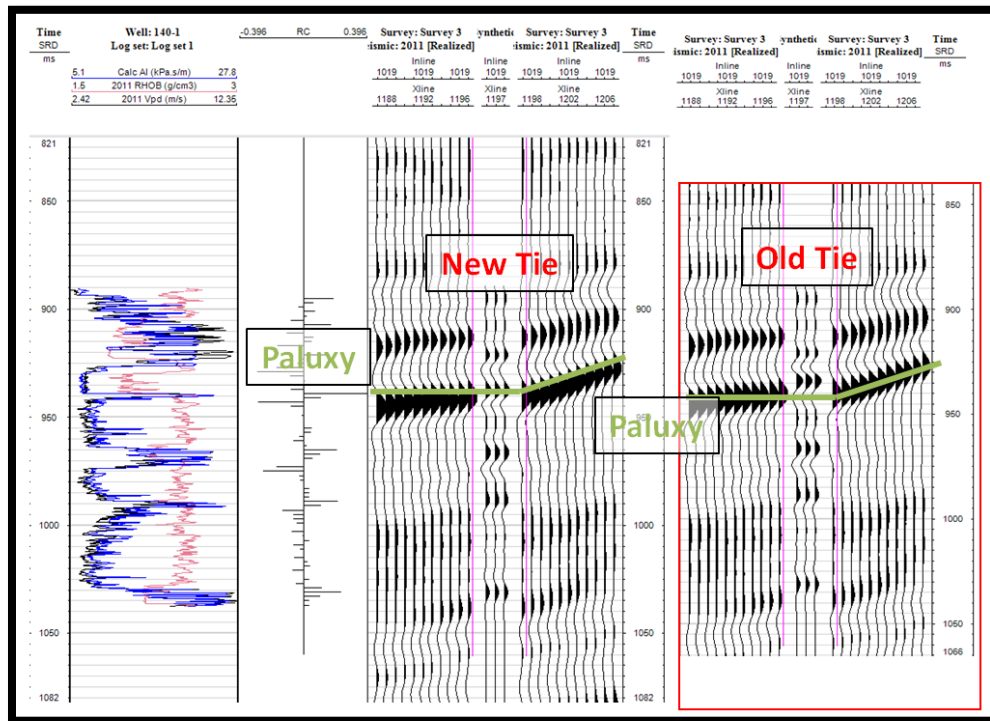 Time
SRD
ms
Well: 140-1
Log set: Log set 1
5.1 Calc AI (kPa.s/m) 27.8
1.5 2011 RHOB (g/cm3) 3
2.42 2011 Vpd (m/s) 12.35
-0.396 RC 0.396
Survey: Survey 3
eismic: 2011 [Realized]
Inline
1019 1019 1019
Xline
1188 1192 1196
ynthetic
Inline
1019
Xline
1197
Survey: Survey 3
eismic: 2011 [Realized]
Inline
1019 1019 1019
Xline
1198 1202 1206
Time
SRD
ms
Survey: Survey 3
eismic: 2011 [Realized]
Inline
1019 1019 1019
Xline
1188 1192 1196
Inline
1019
Xline
1197
Survey: Survey 3
eismic: 2011 [Realized]
Inline
1019 1019 1019
Xline
1198 1202 1206
Time
SRD
ms
821
850
900
950
1000
1050
1082
Paluxy
New Tie
821
850
900
1000
1050
1082
Paluxy
Old Tie
850
900
950
1000
1050
1066